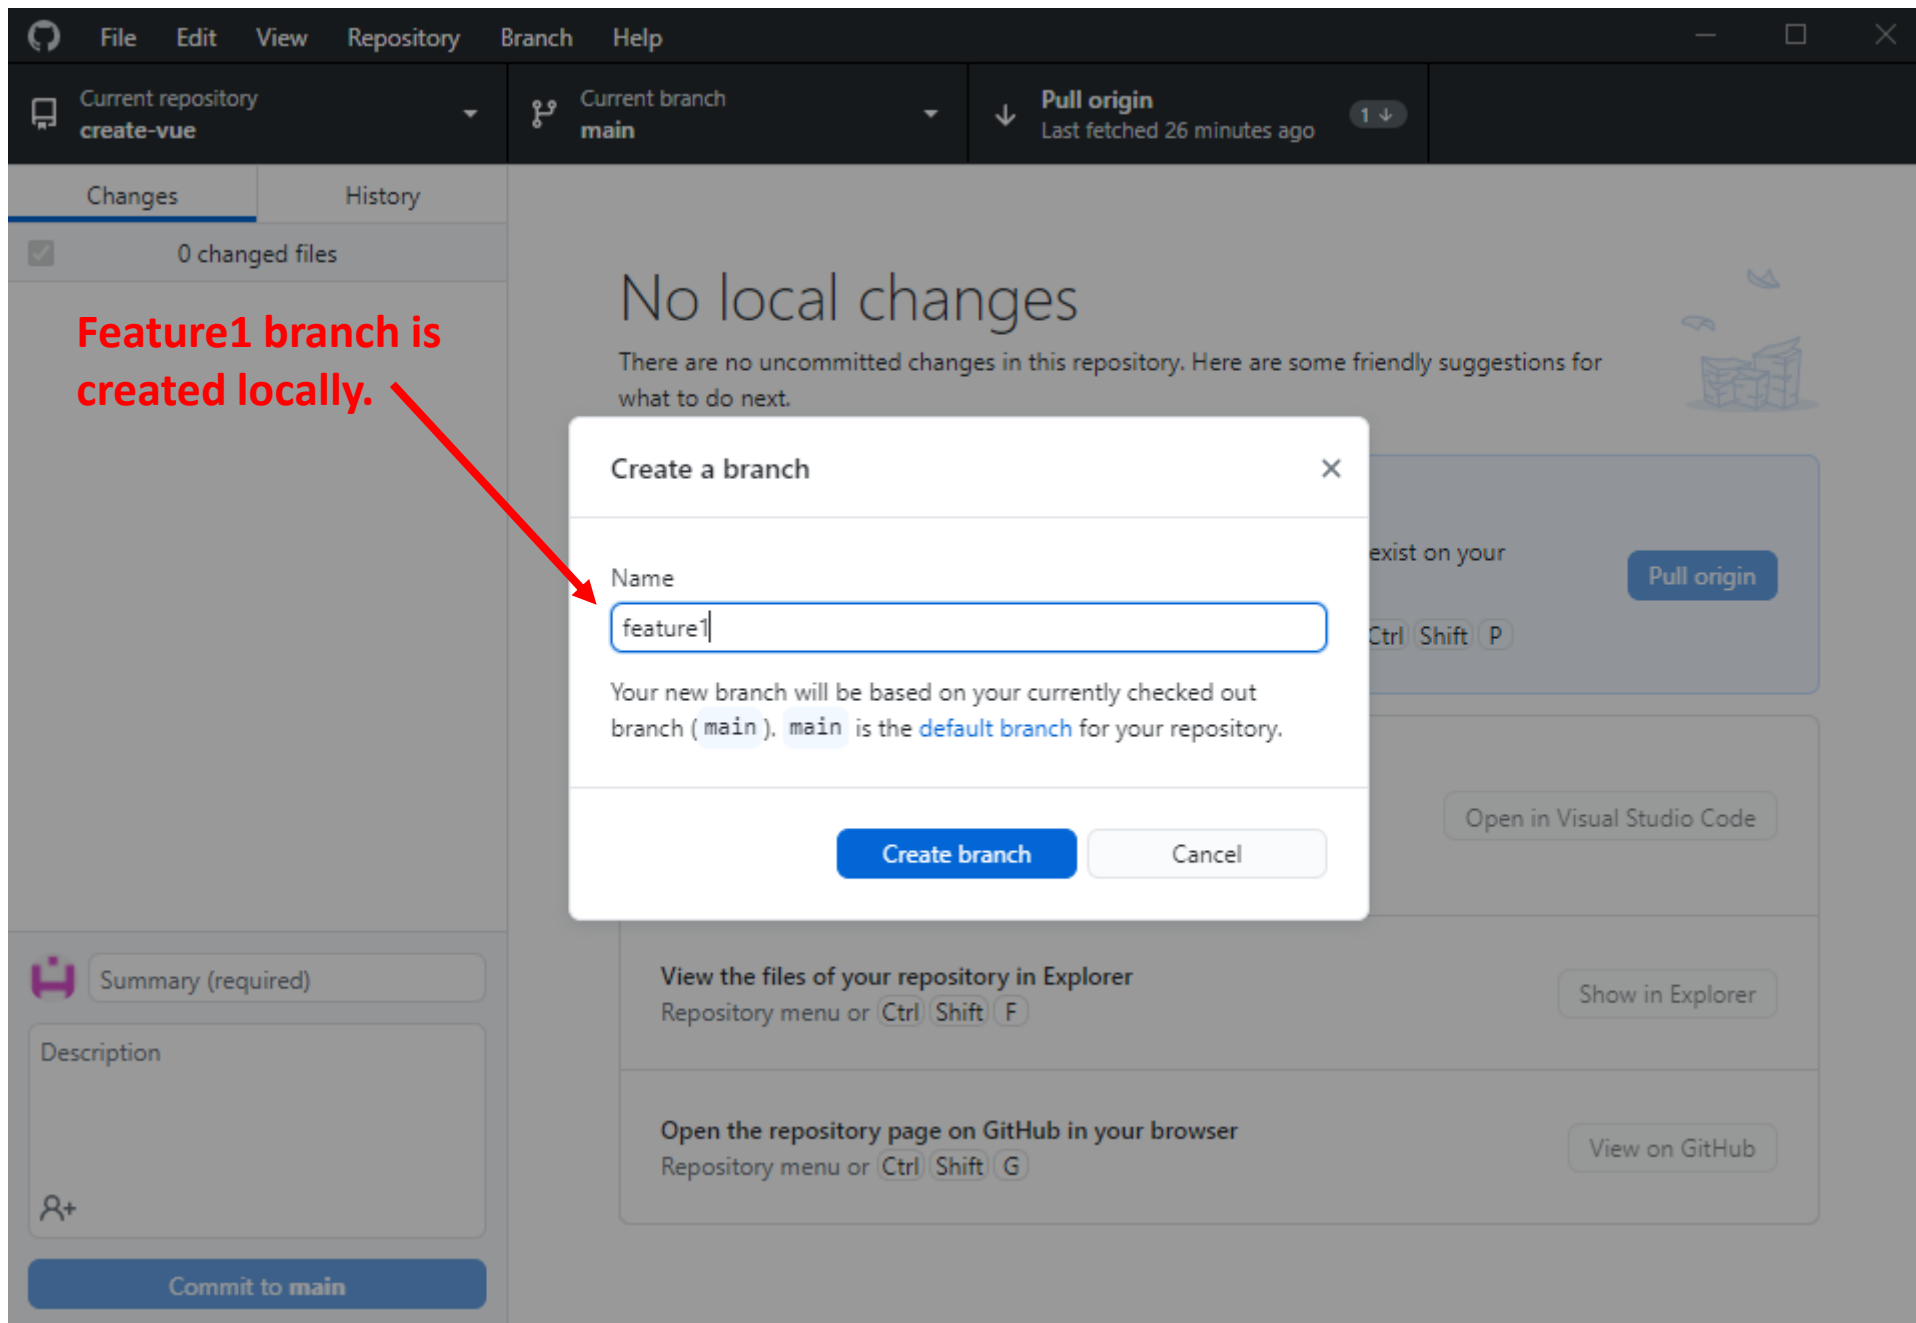 File Edit View Repository Branch Help
Current repository
create-vue
Current branch
main
Pull origin
Last fetched 26 minutes ago
1
Changes
History
0 changed files
Feature1 branch is
created locally.
No local changes
There are no uncommitted changes in this repository. Here are some friendly suggestions for
what to do next.
Create a branch
Name
feature1
Your new branch will be based on your currently checked out
branch (main). main is the default branch for your repository.
Create branch
Cancel
exist on your
Pull origin
Ctrl Shift P
Open in Visual Studio Code
View the files of your repository in Explorer
Repository menu or Ctrl Shift F
Show in Explorer
Open the repository page on GitHub in your browser
Repository menu or Ctrl Shift G
View on GitHub
Summary (required)
Description
Commit to main